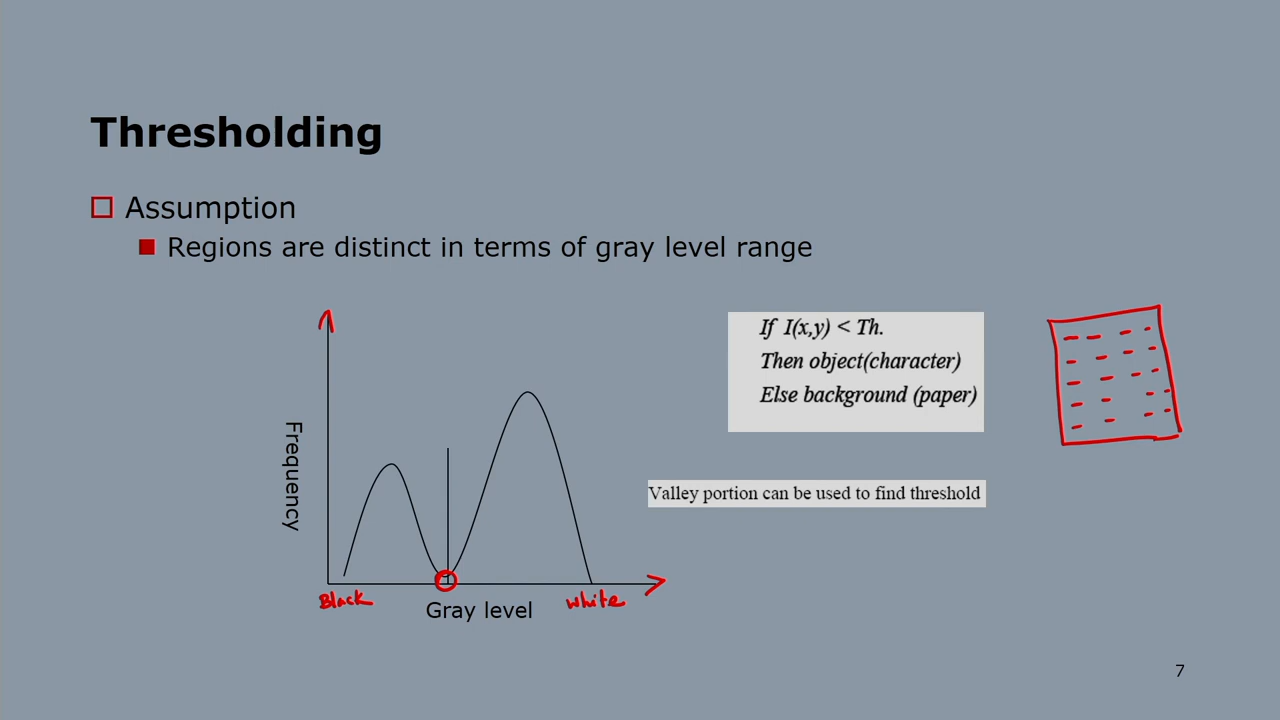 Thresholding
Assumption
Regions are distinct in terms of gray level range
If I(x,y) < Th.
Then object(character)
Else background (paper)
Valley portion can be used to find threshold
Frequency
Black
white
Gray level
7